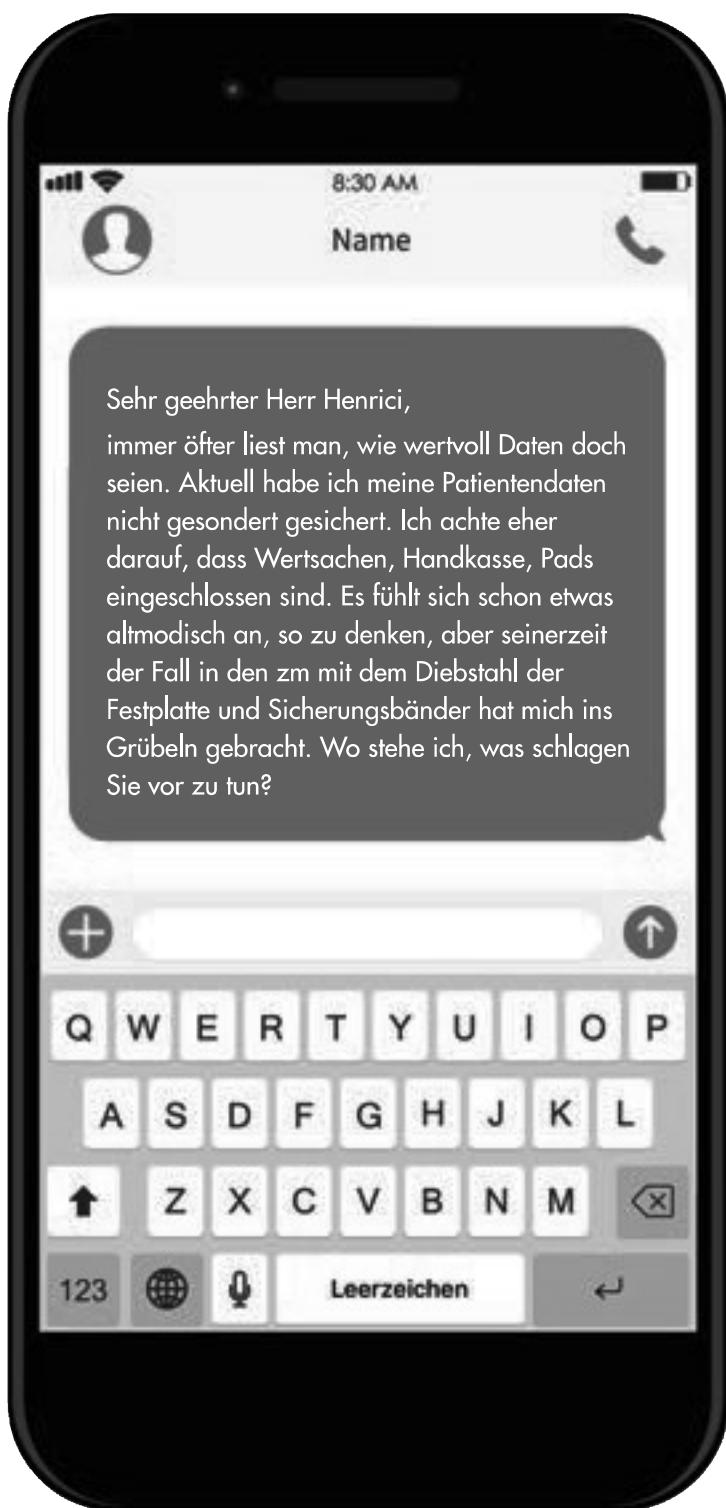 8:30 AM
Name
Sehr geehrter Herr Henrici,
immer öfter liest man, wie wertvoll Daten doch
seien. Aktuell habe ich meine Patientendaten
nicht gesondert gesichert. Ich achte eher
darauf, dass Wertsachen, Handkasse, Pads
eingeschlossen sind. Es fühlt sich schon etwas
altmodisch an, so zu denken, aber seinerzeit
der Fall in den zm mit dem Diebstahl der
Festplatte und Sicherungsbänder hat mich ins
Grübeln gebracht. Wo stehe ich, was schlagen
Sie vor zu tun?
Q W E R T Y U I O P
A S D F G H J K L
Z X C V B N M
123 Leerzeichen